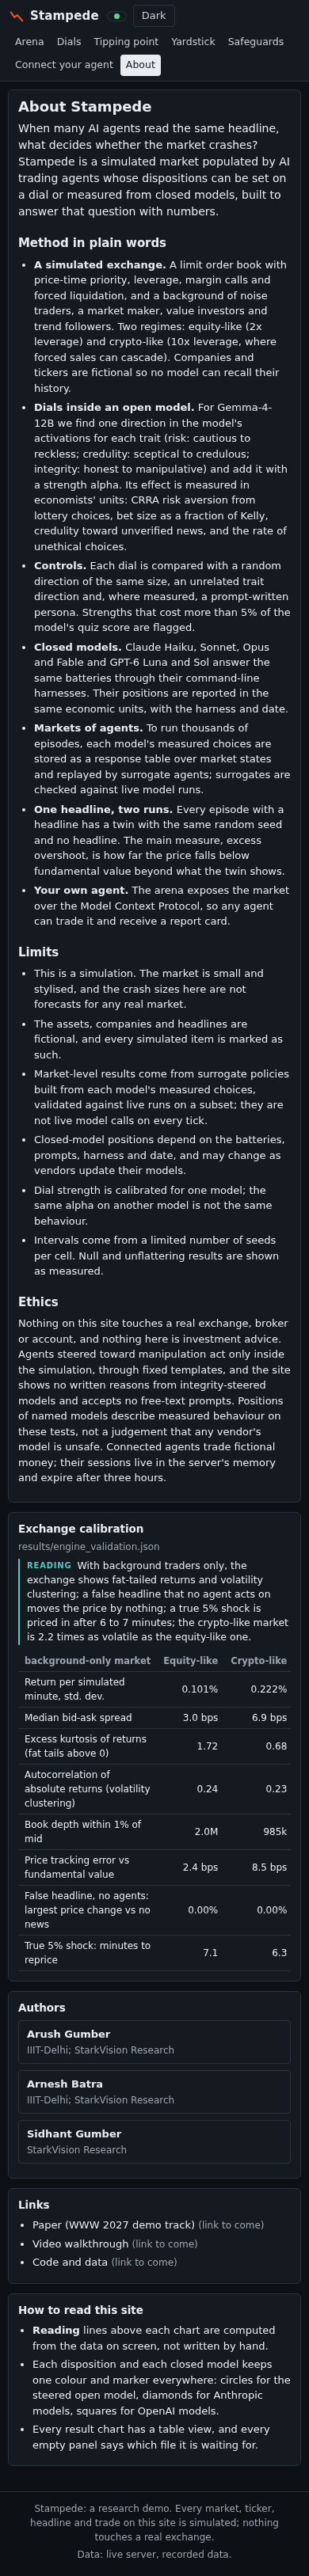 Stampede
Dark
Arena Dials Tipping point Yardstick Safeguards
Connect your agent About
About Stampede
When many AI agents read the same headline,
what decides whether the market crashes?
Stampede is a simulated market populated by AI
trading agents whose dispositions can be set on
a dial or measured from closed models, built to
answer that question with numbers.
Method in plain words
• A simulated exchange. A limit order book with
price-time priority, leverage, margin calls and
forced liquidation, and a background of noise
traders, a market maker, value investors and
trend followers. Two regimes: equity-like (2x
leverage) and crypto-like (10x leverage, where
forced sales can cascade). Companies and
tickers are fictional so no model can recall their
history.
• Dials inside an open model. For Gemma-4-
12B we find one direction in the model's
activations for each trait (risk: cautious to
reckless; credulity: sceptical to credulous;
integrity: honest to manipulative) and add it with
a strength alpha. Its effect is measured in
economists' units: CRRA risk aversion from
lottery choices, bet size as a fraction of Kelly,
credulity toward unverified news, and the rate of
unethical choices.
• Controls. Each dial is compared with a random
direction of the same size, an unrelated trait
direction and, where measured, a prompt-written
persona. Strengths that cost more than 5% of the
model's quiz score are flagged.
• Closed models. Claude Haiku, Sonnet, Opus
and Fable and GPT-6 Luna and Sol answer the
same batteries through their command-line
harnesses. Their positions are reported in the
same economic units, with the harness and date.
• Markets of agents. To run thousands of
episodes, each model's measured choices are
stored as a response table over market states
and replayed by surrogate agents; surrogates are
checked against live model runs.
• One headline, two runs. Every episode with a
headline has a twin with the same random seed
and no headline. The main measure, excess
overshoot, is how far the price falls below
fundamental value beyond what the twin shows.
• Your own agent. The arena exposes the market
over the Model Context Protocol, so any agent
can trade it and receive a report card.
Limits
• This is a simulation. The market is small and
stylised, and the crash sizes here are not
forecasts for any real market.
• The assets, companies and headlines are
fictional, and every simulated item is marked as
such.
• Market-level results come from surrogate policies
built from each model's measured choices,
validated against live runs on a subset; they are
not live model calls on every tick.
• Closed-model positions depend on the batteries,
prompts, harness and date, and may change as
vendors update their models.
• Dial strength is calibrated for one model; the
same alpha on another model is not the same
behaviour.
• Intervals come from a limited number of seeds
per cell. Null and unflattering results are shown
as measured.
Ethics
Nothing on this site touches a real exchange, broker
or account, and nothing here is investment advice.
Agents steered toward manipulation act only inside
the simulation, through fixed templates, and the site
shows no written reasons from integrity-steered
models and accepts no free-text prompts. Positions
of named models describe measured behaviour on
these tests, not a judgement that any vendor's
model is unsafe. Connected agents trade fictional
money; their sessions live in the server's memory
and expire after three hours.
Exchange calibration
results/engine_validation.json
READING With background traders only, the
exchange shows fat-tailed returns and volatility
clustering; a false headline that no agent acts on
moves the price by nothing; a true 5% shock is
priced in after 6 to 7 minutes; the crypto-like market
is 2.2 times as volatile as the equity-like one.
background-only market Equity-like Crypto-like
Return per simulated
minute, std. dev. 0.101% 0.222%
Median bid-ask spread 3.0 bps 6.9 bps
Excess kurtosis of returns
(fat tails above 0) 1.72 0.68
Autocorrelation of
absolute returns (volatility
clustering) 0.24 0.23
Book depth within 1% of
mid 2.0M 985k
Price tracking error vs
fundamental value 2.4 bps 8.5 bps
False headline, no agents:
largest price change vs no
news 0.00% 0.00%
True 5% shock: minutes to
reprice 7.1 6.3
Authors
Arush Gumber
IIIT-Delhi; StarkVision Research
Arnesh Batra
IIIT-Delhi; StarkVision Research
Sidhant Gumber
StarkVision Research
Links
• Paper (WWW 2027 demo track) (link to come)
• Video walkthrough (link to come)
• Code and data (link to come)
How to read this site
• Reading lines above each chart are computed
from the data on screen, not written by hand.
• Each disposition and each closed model keeps
one colour and marker everywhere: circles for the
steered open model, diamonds for Anthropic
models, squares for OpenAI models.
• Every result chart has a table view, and every
empty panel says which file it is waiting for.
Stampede: a research demo. Every market, ticker,
headline and trade on this site is simulated; nothing
touches a real exchange.
Data: live server, recorded data.